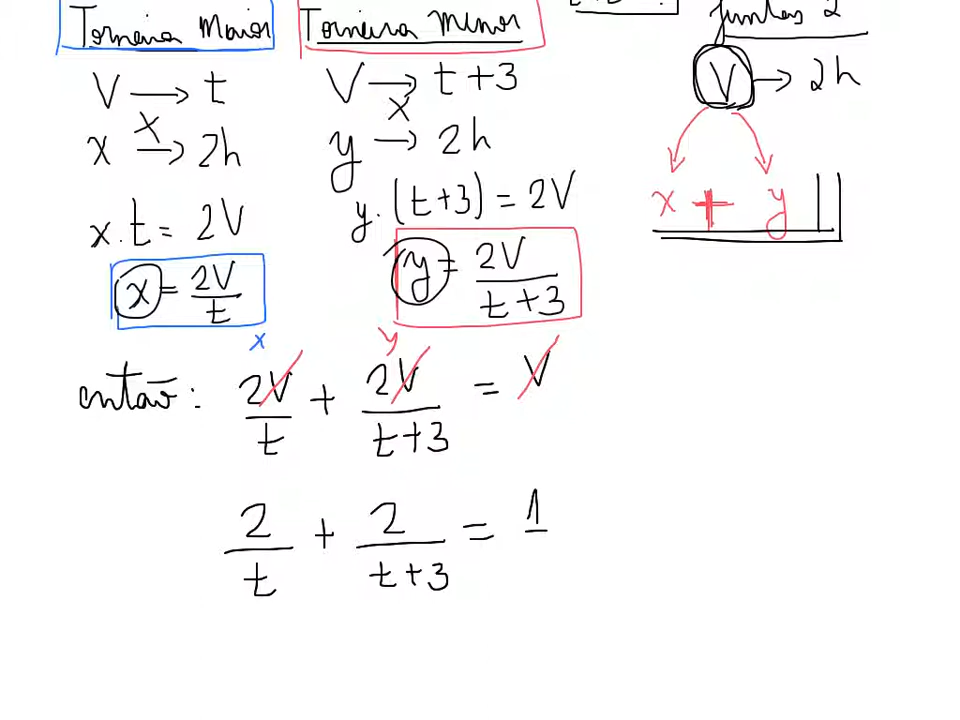 Torneira Maior
Torneira Menor
juntas 2
V → t
V → t+3
V → 2h
x → 2h
X
y → 2h
X
x + y
x.t = 2V
y.(t+3) = 2V
x = 2V/t
y = 2V/(t+3)
x
y
então: 2V/t + 2V/(t+3) = V
2/t + 2/(t+3) = 1